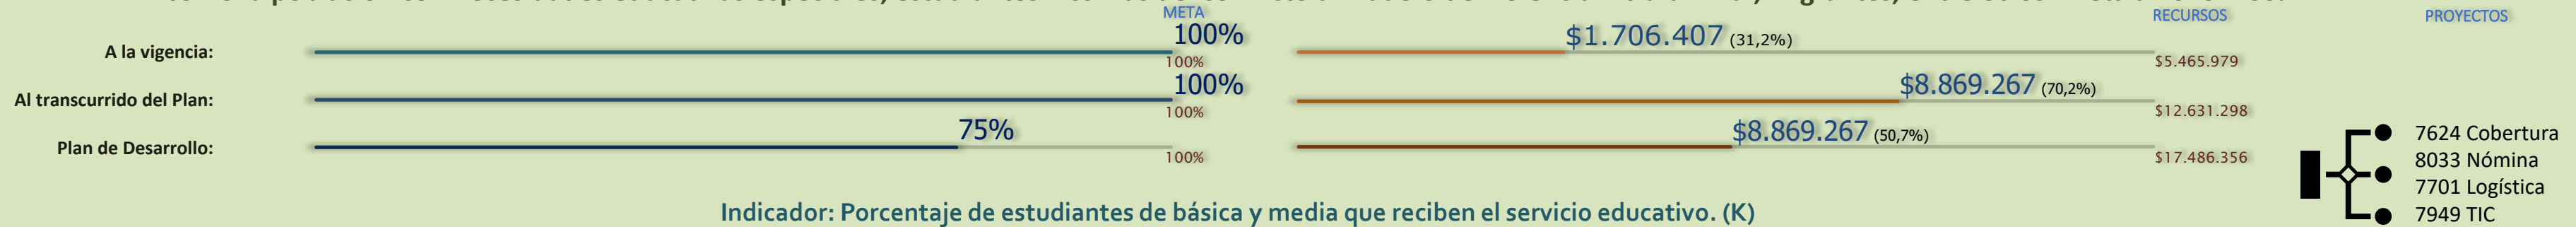 META
RECURSOS
PROYECTOS
A la vigencia:
100%
100%
$1.706.407 (31,2%)
$5.465.979
Al transcurrido del Plan:
100%
100%
$8.869.267 (70,2%)
$12.631.298
Plan de Desarrollo:
75%
100%
$8.869.267 (50,7%)
$17.486.356
7624 Cobertura
8033 Nómina
7701 Logística
7949 TIC
Indicador: Porcentaje de estudiantes de básica y media que reciben el servicio educativo. (K)